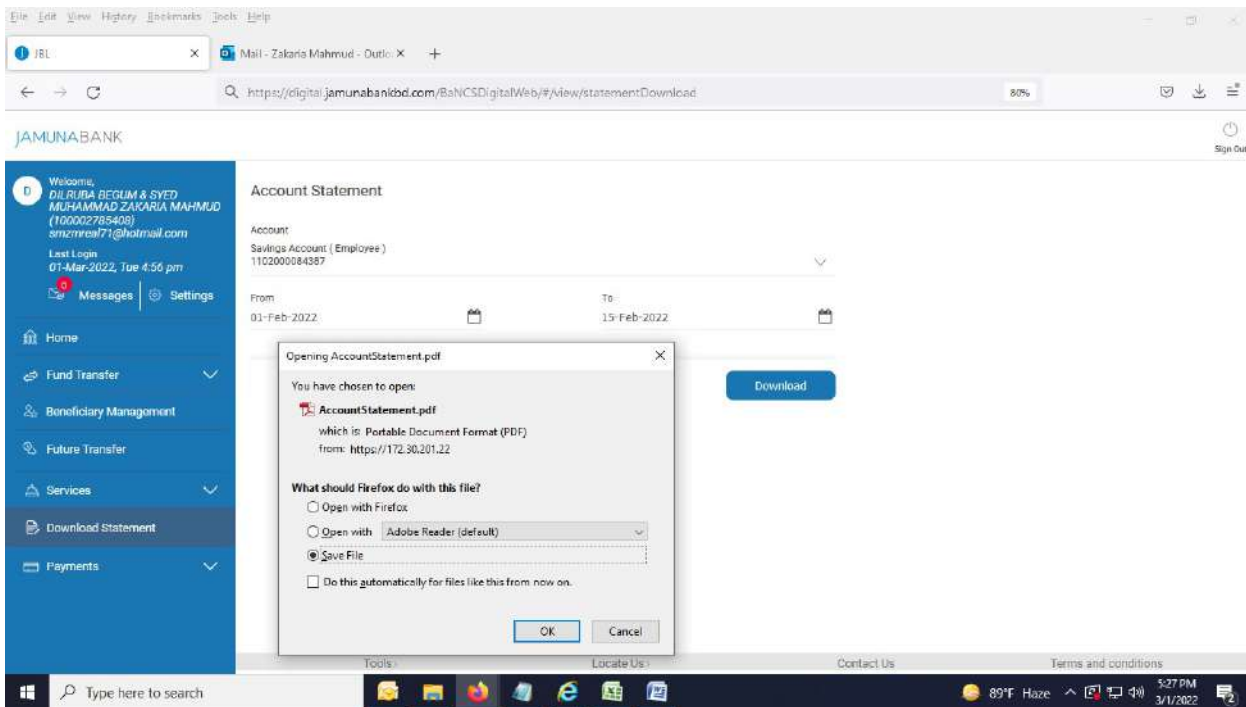 File Edit View History Bookmarks Tools Help
JBL
Mail - Zakaria Mahmud - Outlo
https://digital.jamunabankbd.com/BaNCSDigitalWeb/#/view/statementDownload
80%
JAMUNABANK
Sign Out
D
Welcome,
DILRUBA BEGUM & SYED
MUHAMMAD ZAKARIA MAHMUD
(100002785408)
smzmreal71@hotmail.com
Last Login
01-Mar-2022, Tue 4:56 pm
0
Messages
Settings
Home
Fund Transfer
Beneficiary Management
Future Transfer
Services
Download Statement
Payments
Account Statement
Account
Savings Account ( Employee )
1102000084387
From
To
01-Feb-2022
15-Feb-2022
Download
Opening AccountStatement.pdf
You have chosen to open:
AccountStatement.pdf
which is: Portable Document Format (PDF)
from: https://172.30.201.22
What should Firefox do with this file?
Open with Firefox
Open with Adobe Reader (default)
Save File
Do this automatically for files like this from now on.
OK Cancel
Tools Locate Us Contact Us Terms and conditions
Type here to search
89°F Haze
5:27 PM
3/1/2022
2